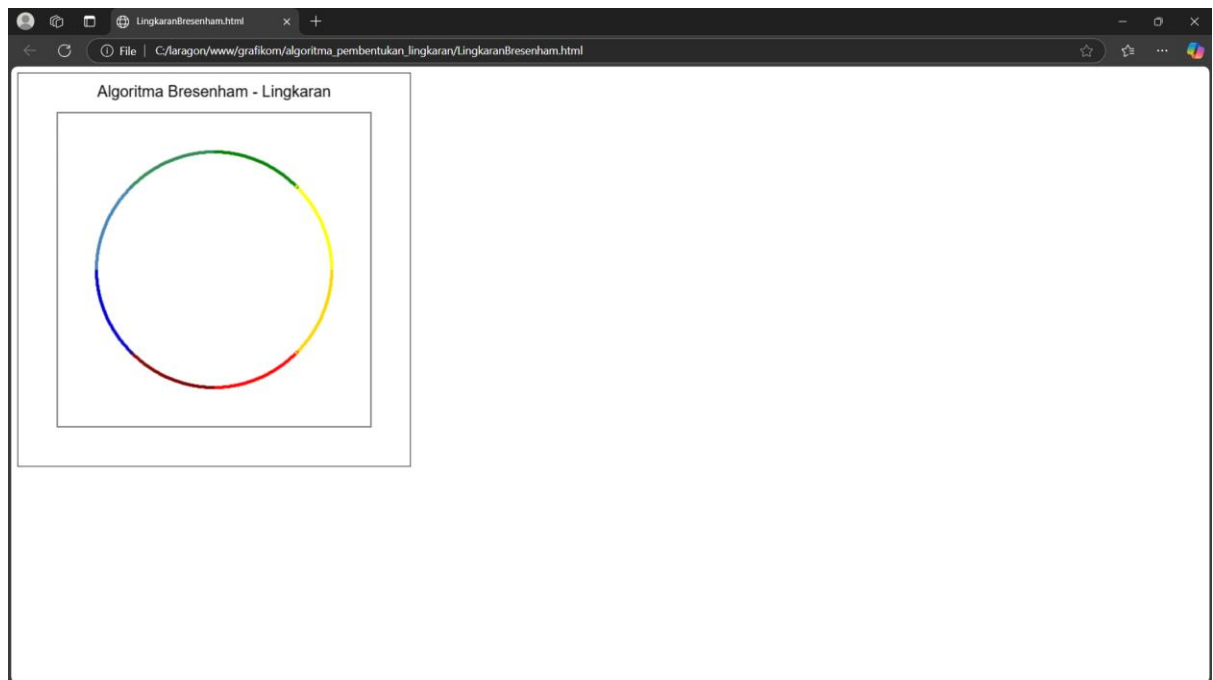 LingkaranBresenham.html
File | C:/laragon/www/grafikom/algoritma_pembentukan_lingkaran/LingkaranBresenham.html
Algoritma Bresenham - Lingkaran